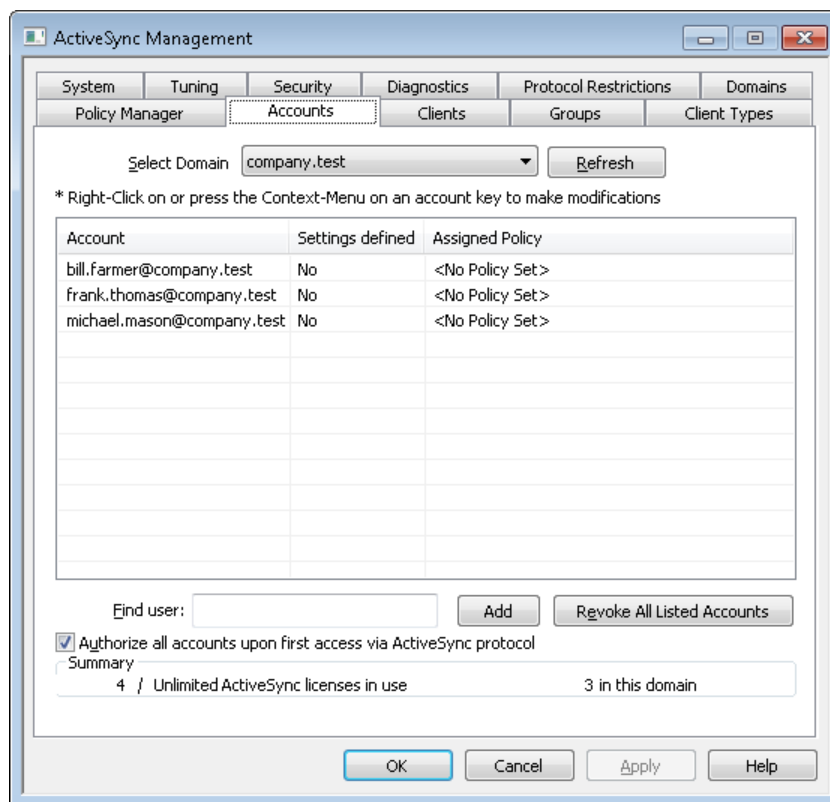 ActiveSync Management
System Tuning Security Diagnostics Protocol Restrictions Domains
Policy Manager Accounts Clients Groups Client Types
Select Domain company.test Refresh
* Right-Click on or press the Context-Menu on an account key to make modifications
Account Settings defined Assigned Policy
bill.farmer@company.test No <No Policy Set>
frank.thomas@company.test No <No Policy Set>
michael.mason@company.test No <No Policy Set>
Find user: Add Revoke All Listed Accounts
Authorize all accounts upon first access via ActiveSync protocol
Summary
4 / Unlimited ActiveSync licenses in use 3 in this domain
OK Cancel Apply Help